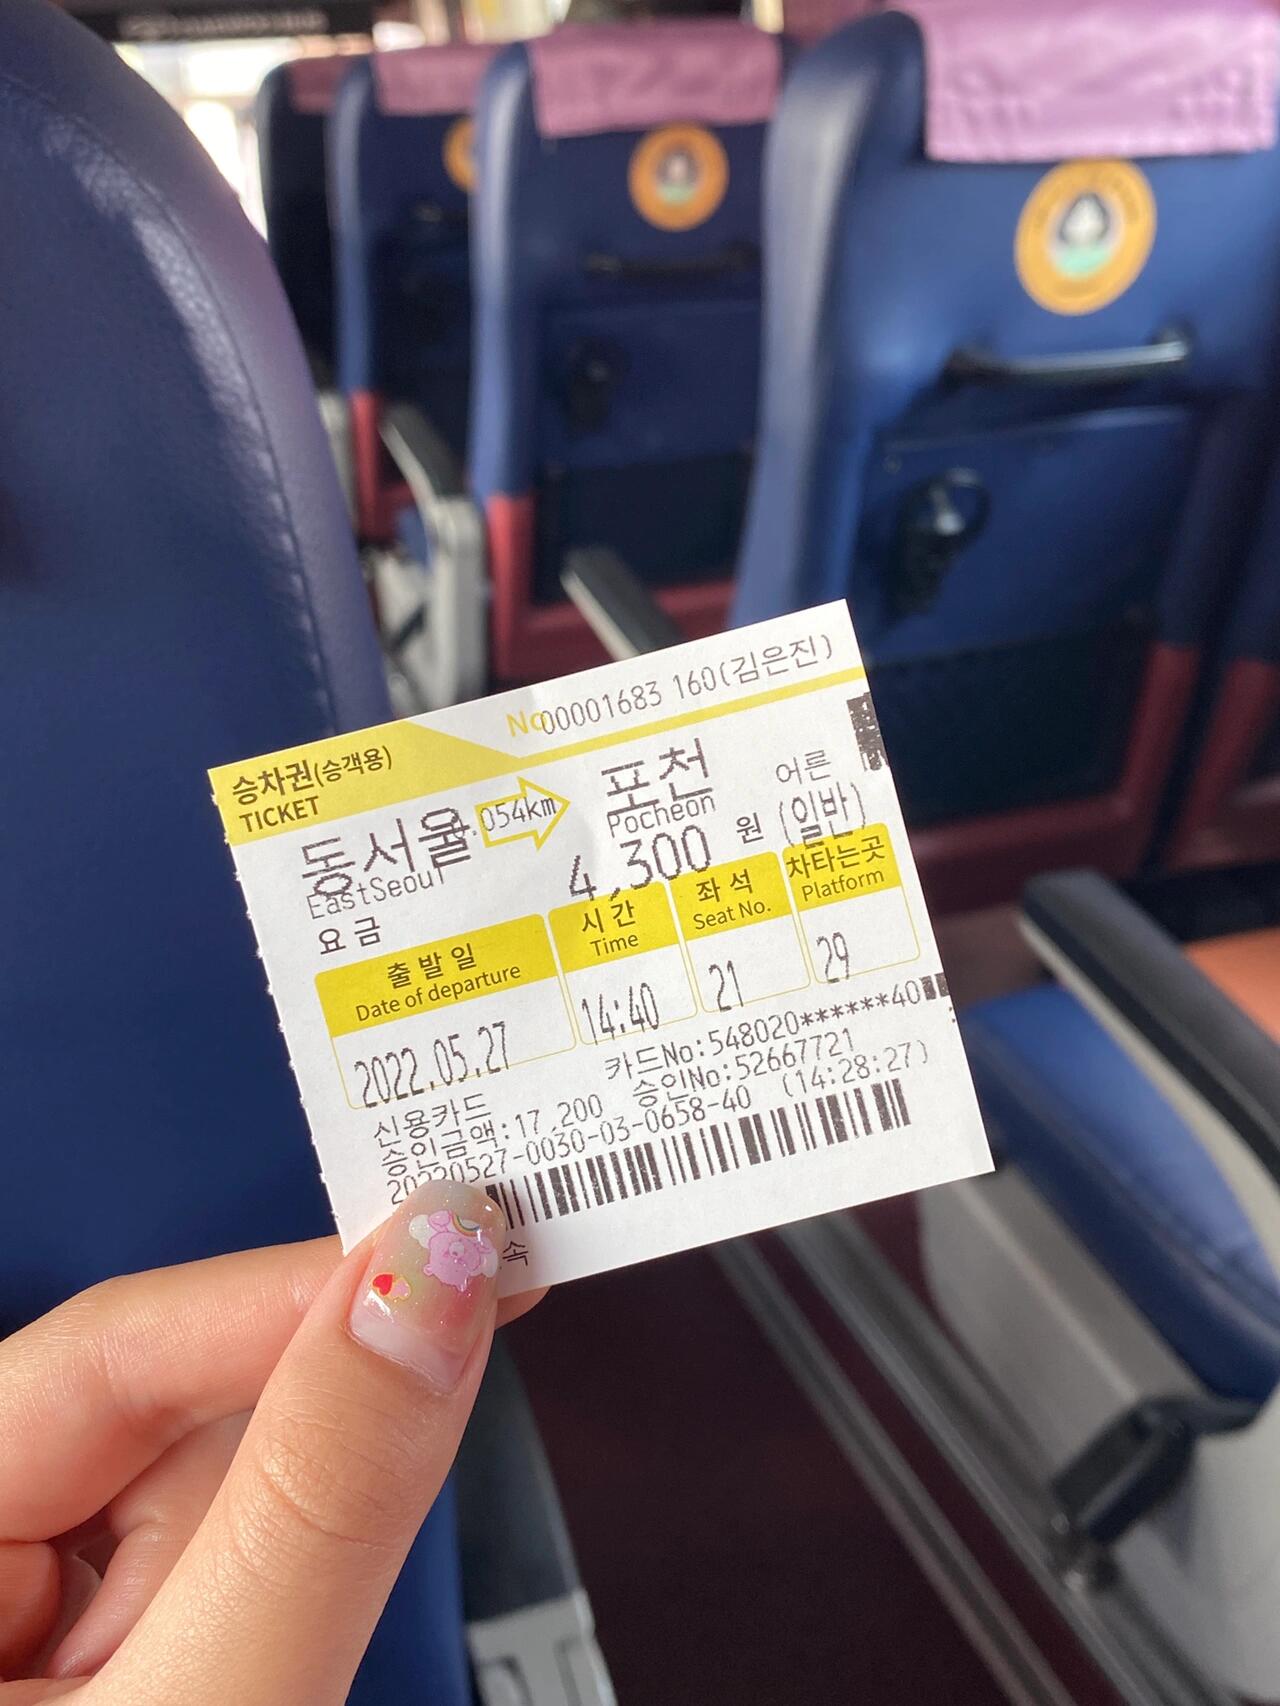 No 00001683 160(김은진)
승차권(승객용)
TICKET
동서울 054km 포천 어른
EastSeoul Pocheon (일반)
요금 4,300 원
출발일 시간 좌석 차타는곳
Date of departure Time Seat No. Platform
2022.05.27 14:40 21 29
신용카드 카드No:548020******40
승인금액:17,200 승인No:52667721
20220527-0030-03-0658-40 (14:28:27)
속